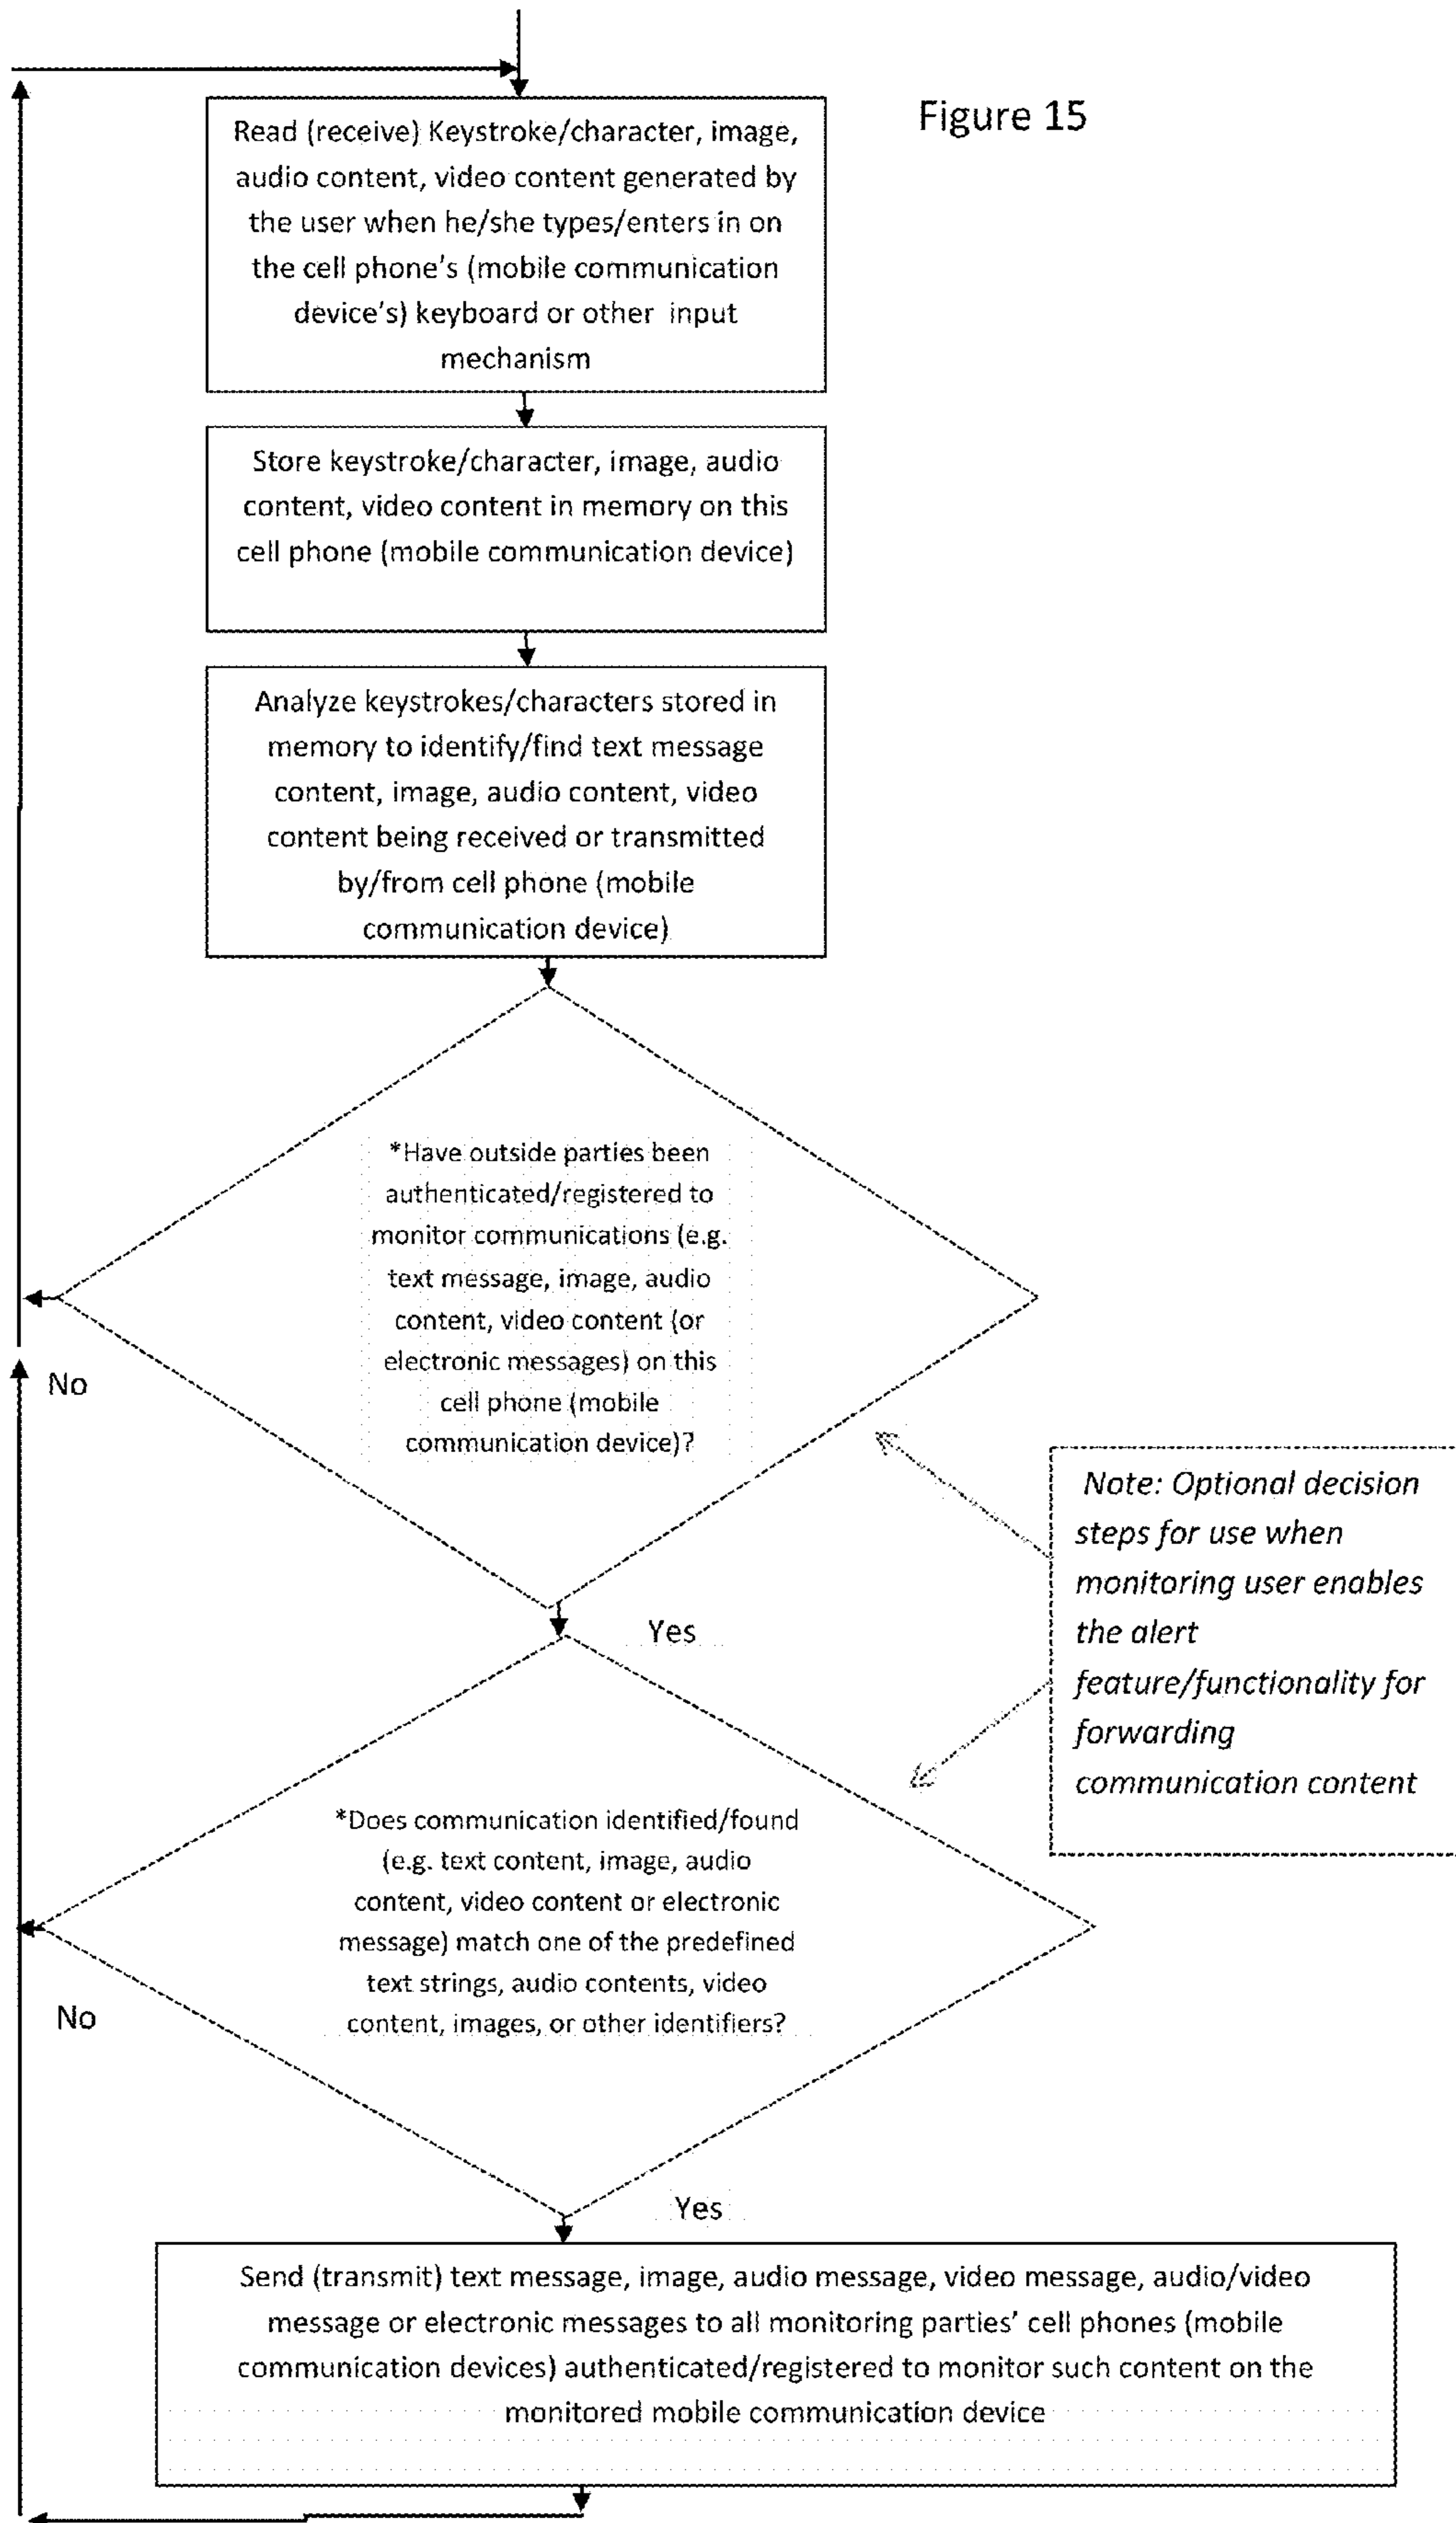 Figure 15
Read (receive) Keystroke/character, image,
audio content, video content generated by
the user when he/she types/enters in on
the cell phone's (mobile communication
device's) keyboard or other input
mechanism
Store keystroke/character, image, audio
content, video content in memory on this
cell phone (mobile communication device)
Analyze keystrokes/characters stored in
memory to identify/find text message
content, image, audio content, video
content being received or transmitted
by/from cell phone (mobile
communication device)
*Have outside parties been
authenticated/registered to
monitor communications (e.g.
text message, image, audio
content, video content (or
electronic messages) on this
cell phone (mobile
communication device)?
No
Yes
Note: Optional decision
steps for use when
monitoring user enables
the alert
feature/functionality for
forwarding
communication content
*Does communication identified/found
(e.g. text content, image, audio
content, video content or electronic
message) match one of the predefined
text strings, audio contents, video
content, images, or other identifiers?
No
Yes
Send (transmit) text message, image, audio message, video message, audio/video
message or electronic messages to all monitoring parties' cell phones (mobile
communication devices) authenticated/registered to monitor such content on the
monitored mobile communication device